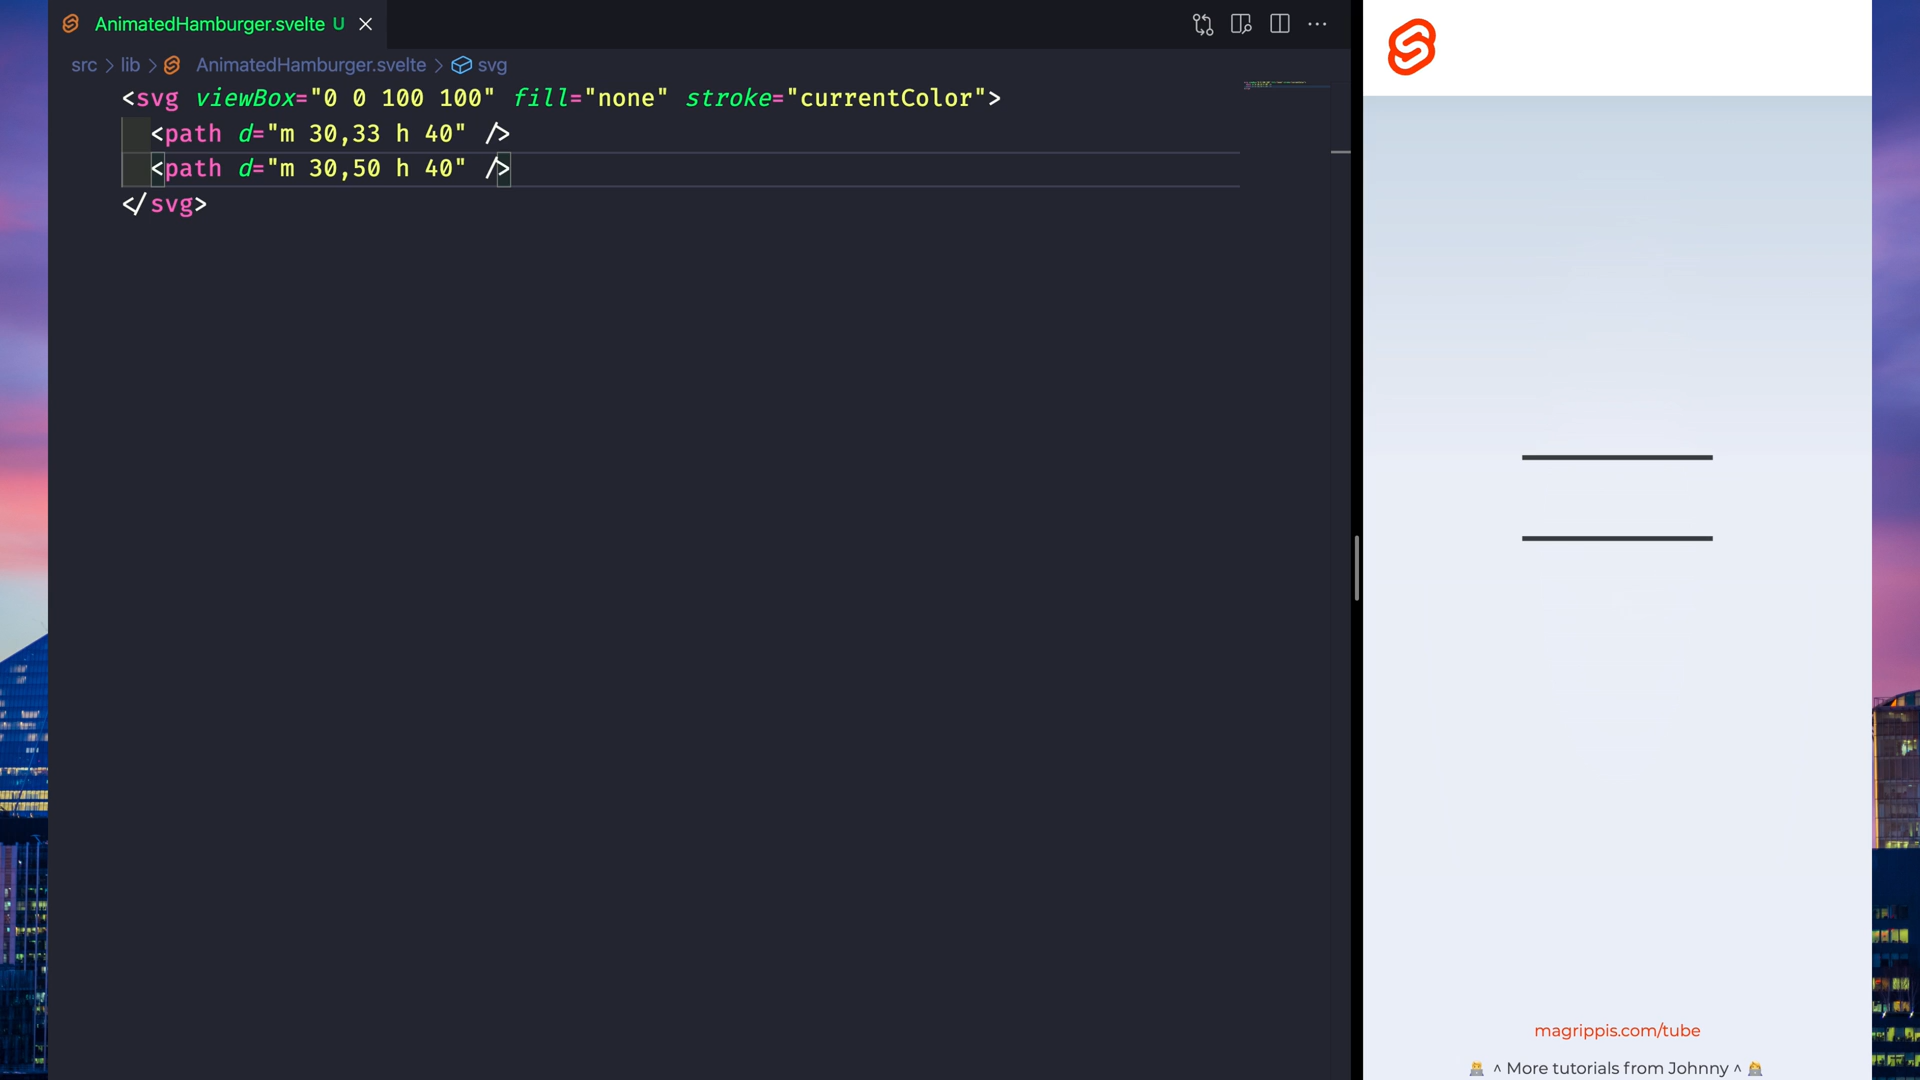 AnimatedHamburger.svelte U
src > lib > AnimatedHamburger.svelte > svg
<svg viewBox="0 0 100 100" fill="none" stroke="currentColor">
<path d="m 30,33 h 40" />
<path d="m 30,50 h 40" />
</svg>
magrippis.com/tube
^ More tutorials from Johnny ^